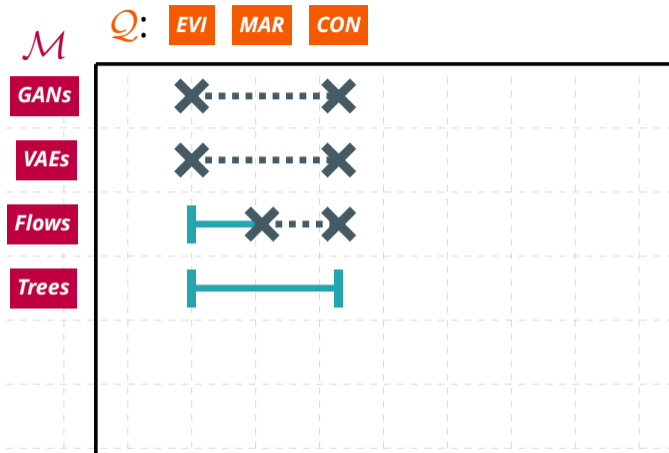 𝒬: EVI MAR CON
ℳ
GANs
VAEs
Flows
Trees